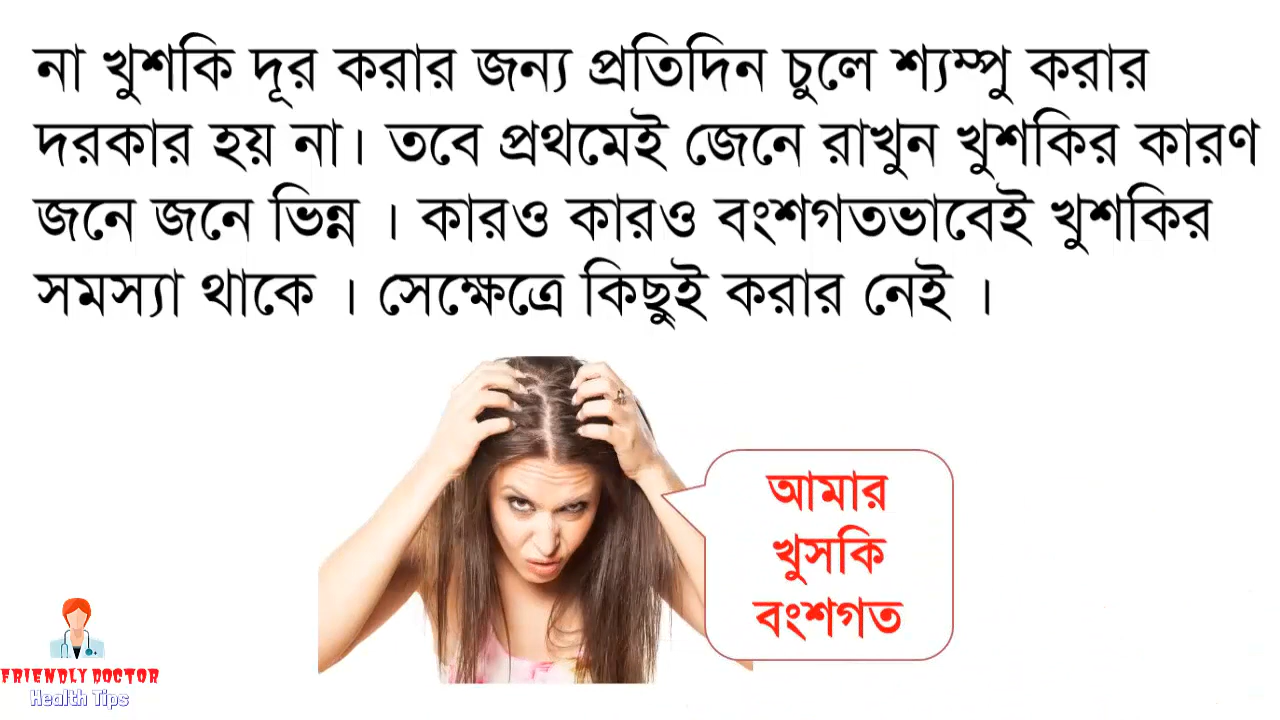 না খুশকি দূর করার জন্য প্রতিদিন চুলে শ্যম্পু করার
দরকার হয় না। তবে প্রথমেই জেনে রাখুন খুশকির কারণ
জনে জনে ভিন্ন । কারও কারও বংশগতভাবেই খুশকির
সমস্যা থাকে । সেক্ষেত্রে কিছুই করার নেই ।
আমার
খুসকি
বংশগত
FRIENDLY DOCTOR
Health Tips